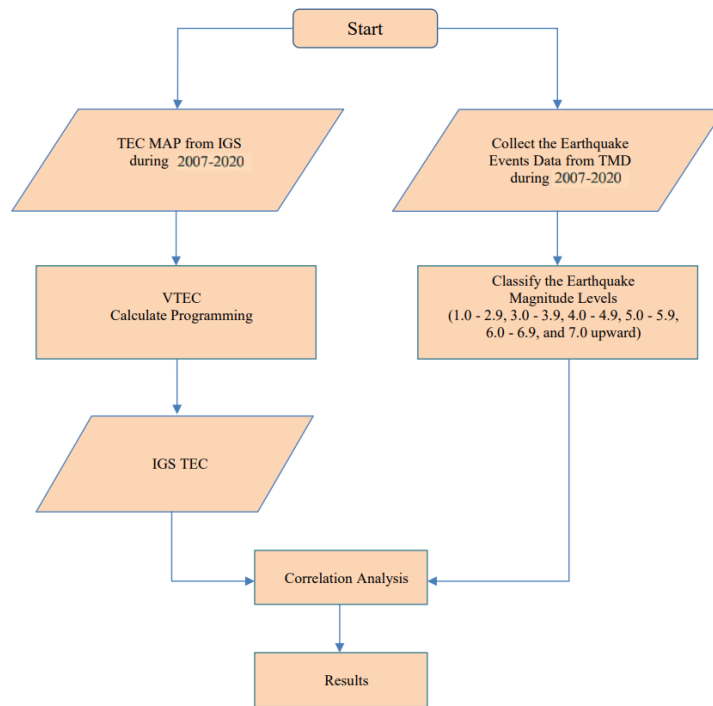 Start
TEC MAP from IGS
during 2007-2020
Collect the Earthquake
Events Data from TMD
during 2007-2020
VTEC
Calculate Programming
Classify the Earthquake
Magnitude Levels
(1.0 - 2.9, 3.0 - 3.9, 4.0 - 4.9, 5.0 - 5.9,
6.0 - 6.9, and 7.0 upward)
IGS TEC
Correlation Analysis
Results